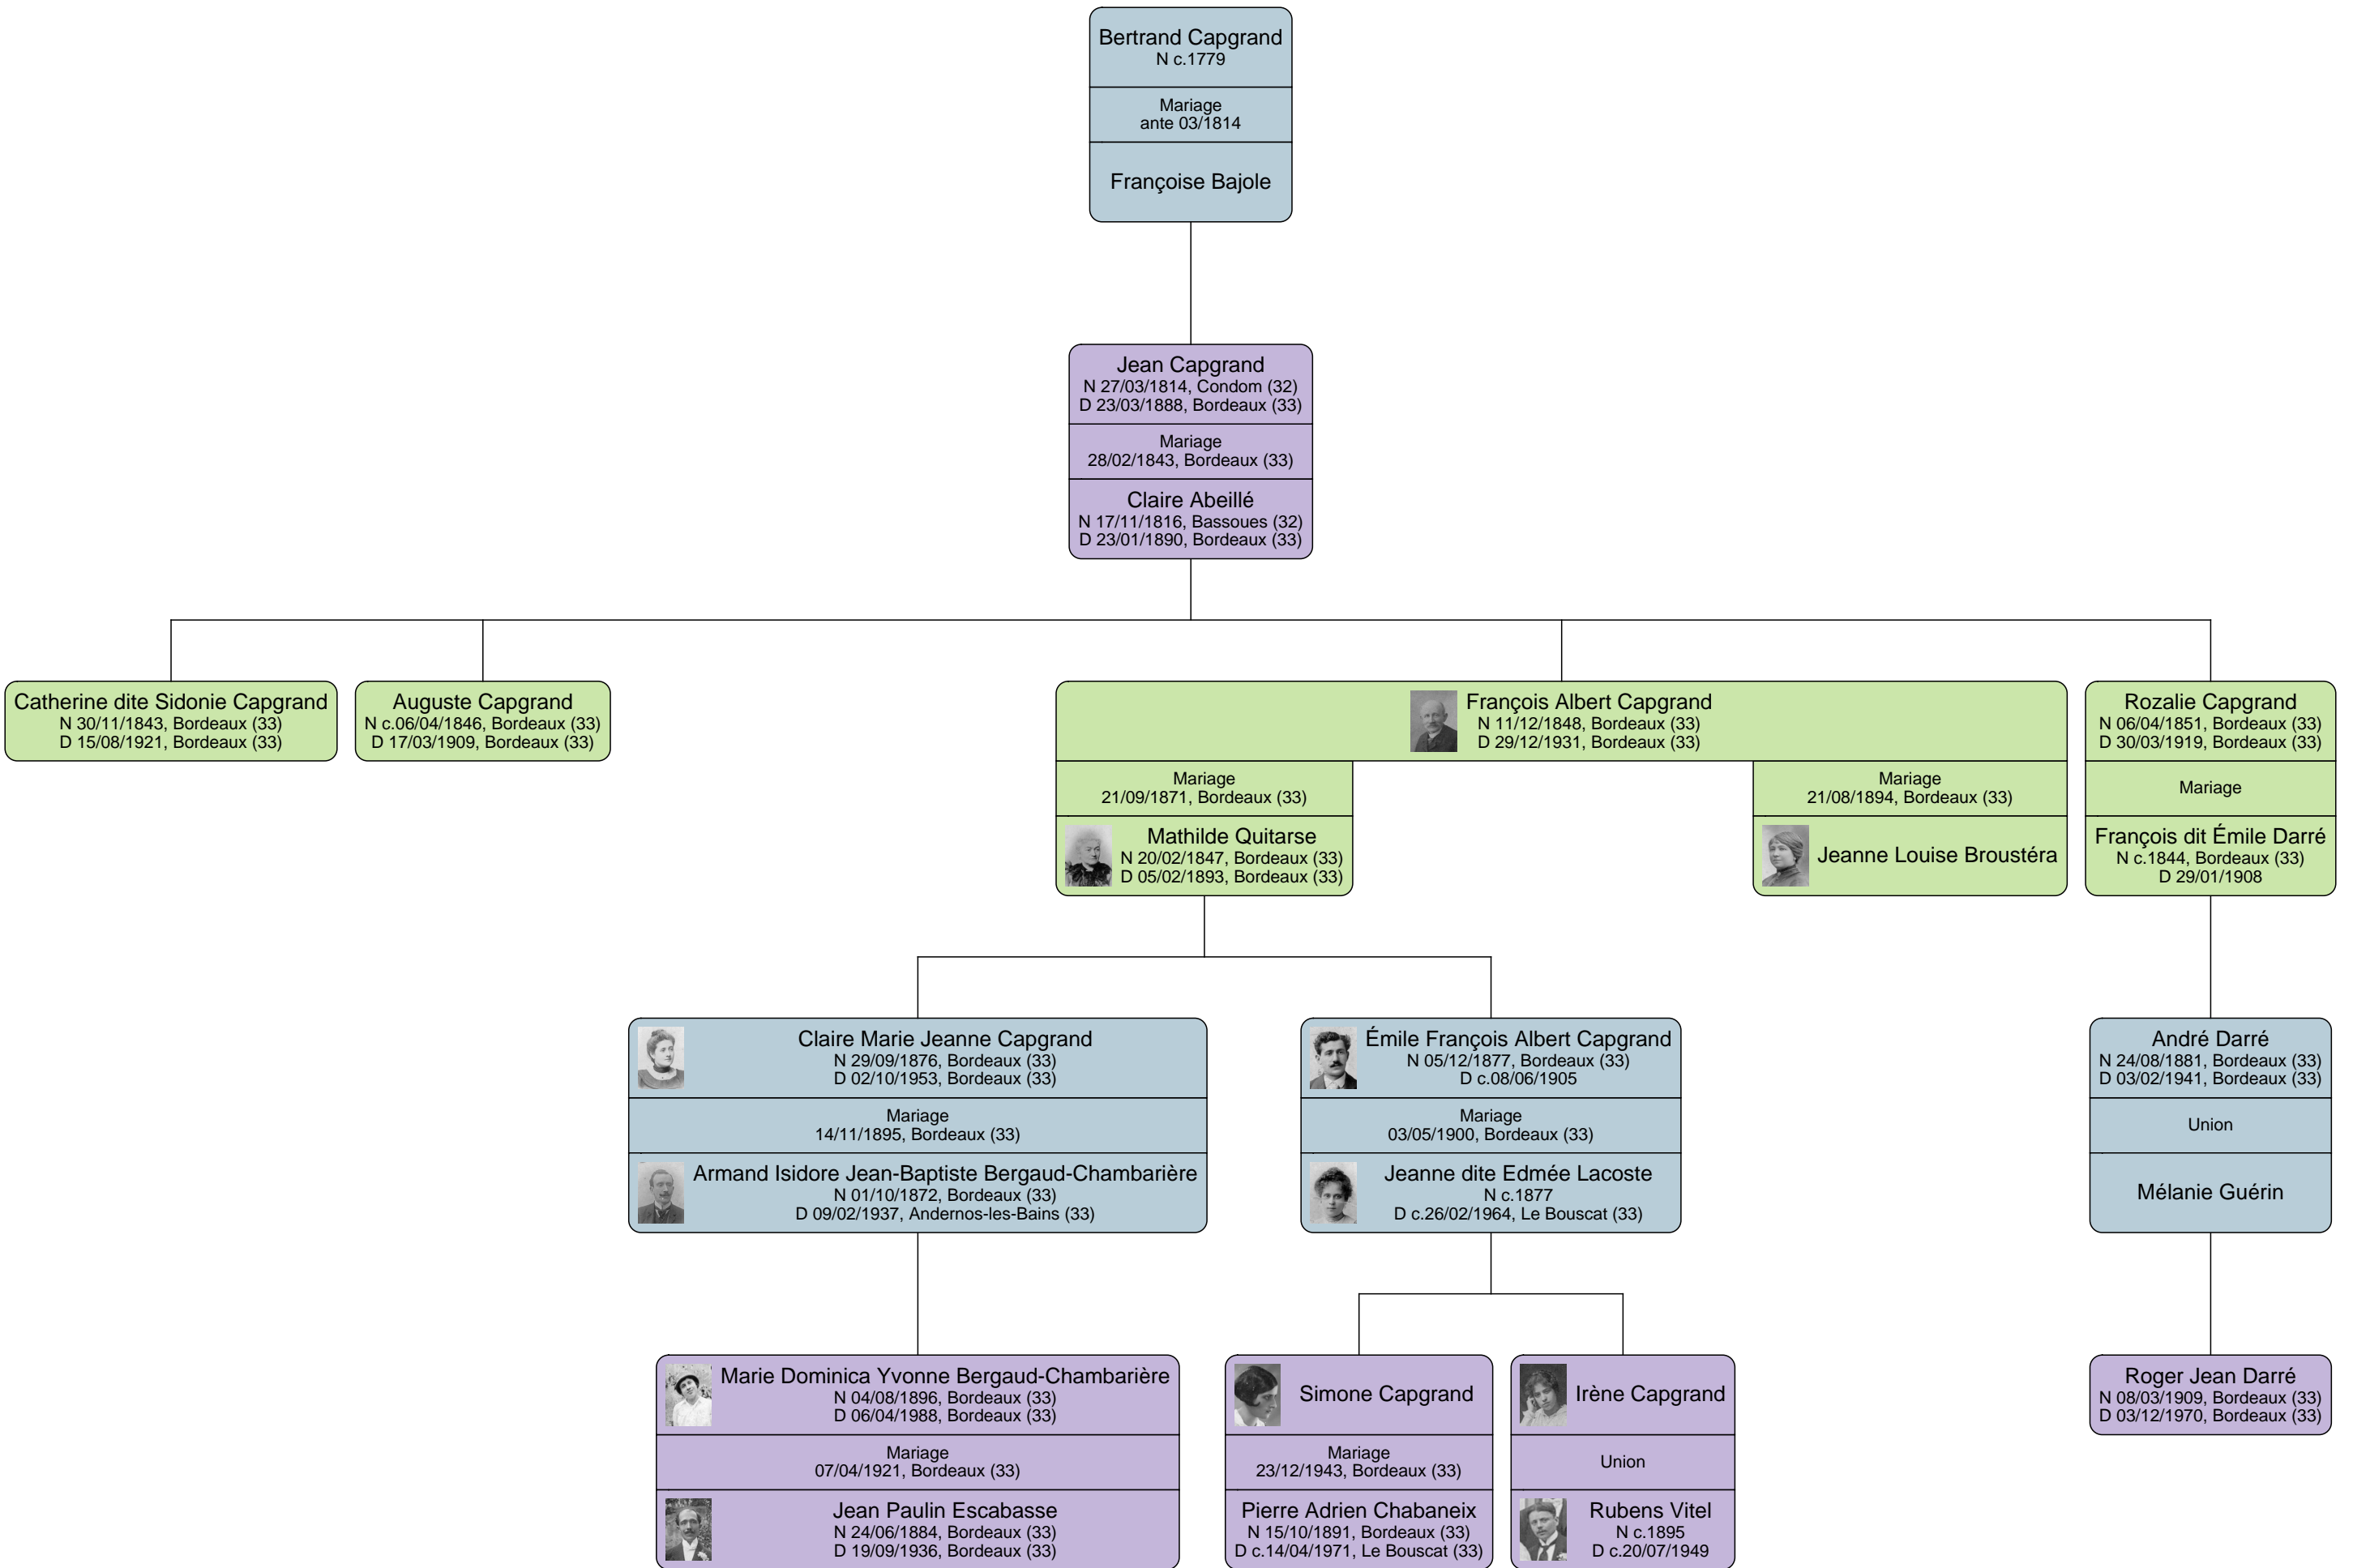 Bertrand Capgrand
N c.1779
Mariage
ante 03/1814
Françoise Bajole
Jean Capgrand
N 27/03/1814, Condom (32)
D 23/03/1888, Bordeaux (33)
Mariage
28/02/1843, Bordeaux (33)
Claire Abeillé
N 17/11/1816, Bassoues (32)
D 23/01/1890, Bordeaux (33)
Catherine dite Sidonie Capgrand
N 30/11/1843, Bordeaux (33)
D 15/08/1921, Bordeaux (33)
Auguste Capgrand
N c.06/04/1846, Bordeaux (33)
D 17/03/1909, Bordeaux (33)
François Albert Capgrand
N 11/12/1848, Bordeaux (33)
D 29/12/1931, Bordeaux (33)
Mariage
21/09/1871, Bordeaux (33)
Mathilde Quitarse
N 20/02/1847, Bordeaux (33)
D 05/02/1893, Bordeaux (33)
Mariage
21/08/1894, Bordeaux (33)
Jeanne Louise Broustéra
Rozalie Capgrand
N 06/04/1851, Bordeaux (33)
D 30/03/1919, Bordeaux (33)
Mariage
François dit Émile Darré
N c.1844, Bordeaux (33)
D 29/01/1908
Claire Marie Jeanne Capgrand
N 29/09/1876, Bordeaux (33)
D 02/10/1953, Bordeaux (33)
Mariage
14/11/1895, Bordeaux (33)
Armand Isidore Jean-Baptiste Bergaud-Chambarière
N 01/10/1872, Bordeaux (33)
D 09/02/1937, Andernos-les-Bains (33)
Émile François Albert Capgrand
N 05/12/1877, Bordeaux (33)
D c.08/06/1905
Mariage
03/05/1900, Bordeaux (33)
Jeanne dite Edmée Lacoste
N c.1877
D c.26/02/1964, Le Bouscat (33)
André Darré
N 24/08/1881, Bordeaux (33)
D 03/02/1941, Bordeaux (33)
Union
Mélanie Guérin
Marie Dominica Yvonne Bergaud-Chambarière
N 04/08/1896, Bordeaux (33)
D 06/04/1988, Bordeaux (33)
Mariage
07/04/1921, Bordeaux (33)
Jean Paulin Escabasse
N 24/06/1884, Bordeaux (33)
D 19/09/1936, Bordeaux (33)
Simone Capgrand
Mariage
23/12/1943, Bordeaux (33)
Pierre Adrien Chabaneix
N 15/10/1891, Bordeaux (33)
D c.14/04/1971, Le Bouscat (33)
Irène Capgrand
Union
Rubens Vitel
N c.1895
D c.20/07/1949
Roger Jean Darré
N 08/03/1909, Bordeaux (33)
D 03/12/1970, Bordeaux (33)